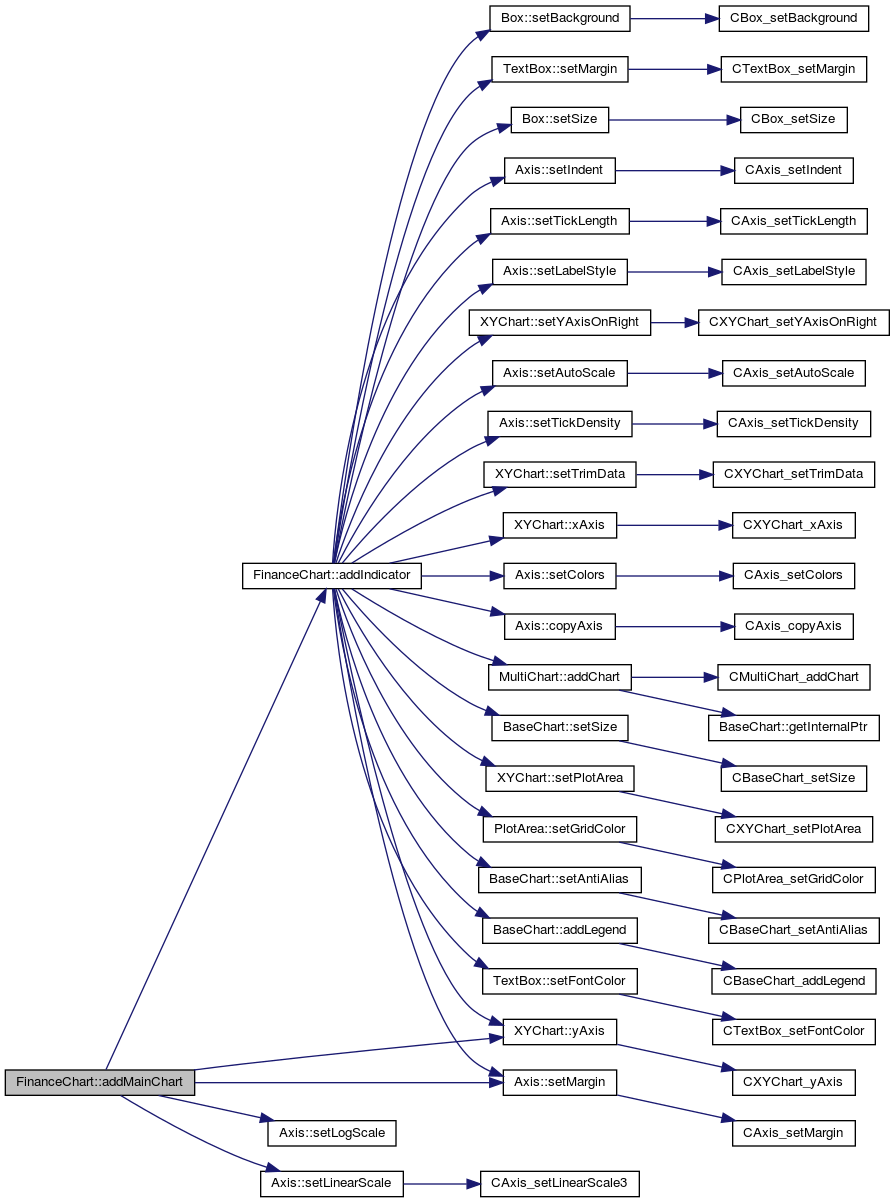 Box::setBackground
CBox_setBackground
TextBox::setMargin
CTextBox_setMargin
Box::setSize
CBox_setSize
Axis::setIndent
CAxis_setIndent
Axis::setTickLength
CAxis_setTickLength
Axis::setLabelStyle
CAxis_setLabelStyle
XYChart::setYAxisOnRight
CXYChart_setYAxisOnRight
Axis::setAutoScale
CAxis_setAutoScale
Axis::setTickDensity
CAxis_setTickDensity
XYChart::setTrimData
CXYChart_setTrimData
XYChart::xAxis
CXYChart_xAxis
FinanceChart::addIndicator
Axis::setColors
CAxis_setColors
Axis::copyAxis
CAxis_copyAxis
MultiChart::addChart
CMultiChart_addChart
BaseChart::getInternalPtr
BaseChart::setSize
CBaseChart_setSize
XYChart::setPlotArea
CXYChart_setPlotArea
PlotArea::setGridColor
CPlotArea_setGridColor
BaseChart::setAntiAlias
CBaseChart_setAntiAlias
BaseChart::addLegend
CBaseChart_addLegend
TextBox::setFontColor
CTextBox_setFontColor
XYChart::yAxis
CXYChart_yAxis
FinanceChart::addMainChart
Axis::setMargin
CAxis_setMargin
Axis::setLogScale
Axis::setLinearScale
CAxis_setLinearScale3